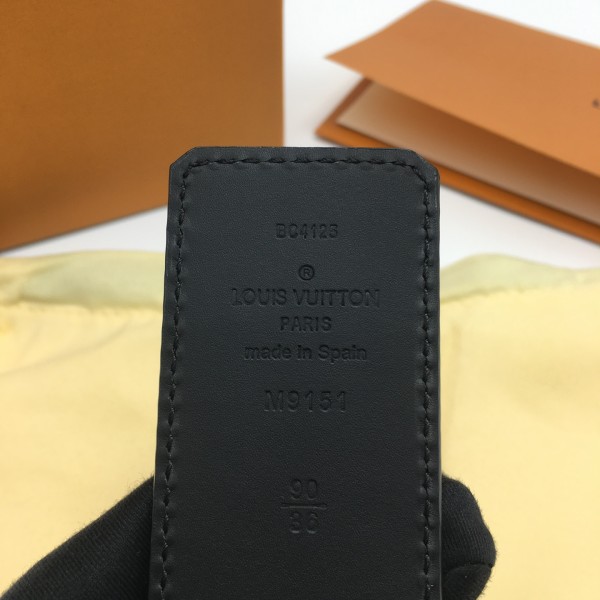 BC4123
®
LOUIS VUITTON
PARIS
made in Spain
M9151
90
36